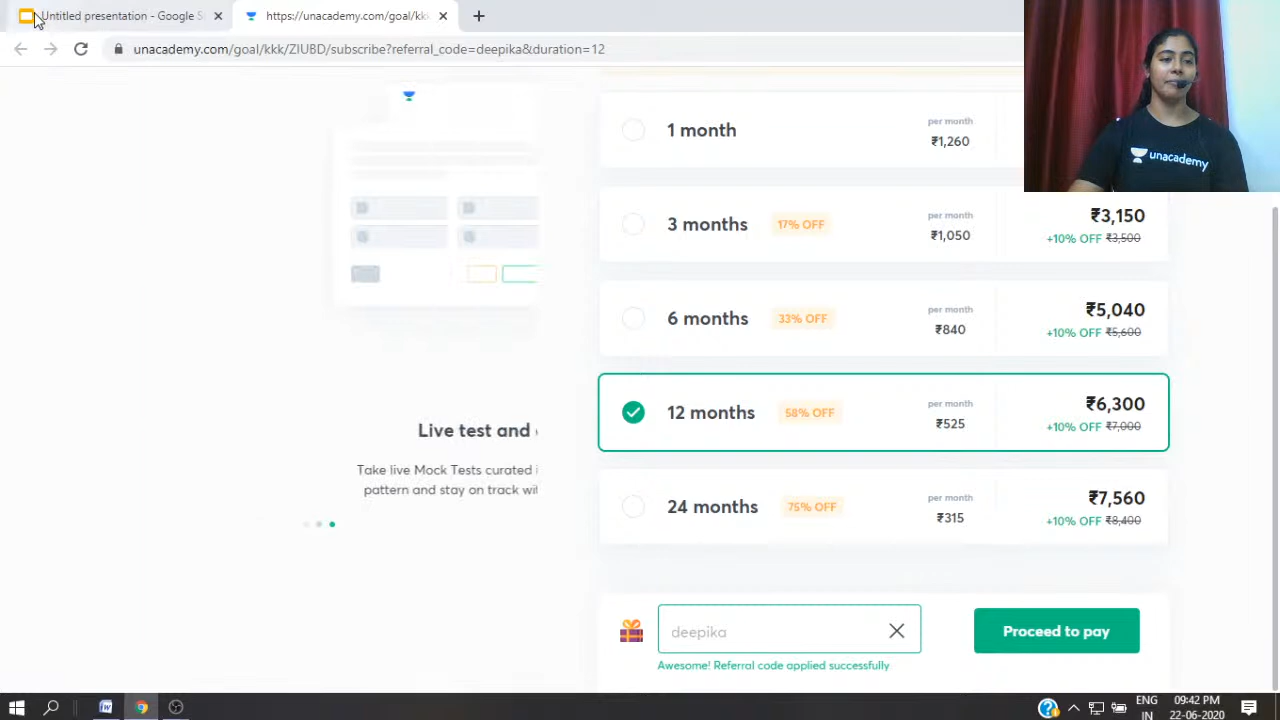 Untitled presentation - Google S
https://unacademy.com/goal/kkk
unacademy.com/goal/kkk/ZIUBD/subscribe?referral_code=deepika&duration=12
unacademy
1 month
per month
₹1,260
3 months
17% OFF
per month
₹1,050
₹3,150
+10% OFF ₹3,500
6 months
33% OFF
per month
₹840
₹5,040
+10% OFF ₹5,600
12 months
58% OFF
per month
₹525
₹6,300
+10% OFF ₹7,000
24 months
75% OFF
per month
₹315
₹7,560
+10% OFF ₹8,400
Live test and
Take live Mock Tests curated
pattern and stay on track
deepika
Awesome! Referral code applied successfully
Proceed to pay
ENG
IN
09:42 PM
22-06-2020